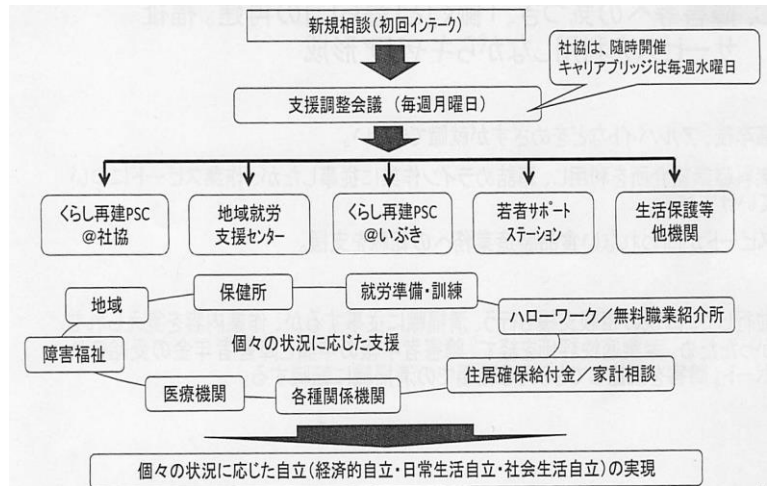 新規相談(初回インテーク)
社協は、随時開催
キャリアブリッジは毎週水曜日
支援調整会議（毎週月曜日）
くらし再建PSC
@社協
地域就労
支援センター
くらし再建PSC
@いぶき
若者サポート
ステーション
生活保護等
他機関
地域
保健所
就労準備・訓練
ハローワーク／無料職業紹介所
障害福祉
個々の状況に応じた支援
医療機関
各種関係機関
住居確保給付金／家計相談
個々の状況に応じた自立(経済的自立・日常生活自立・社会生活自立)の実現